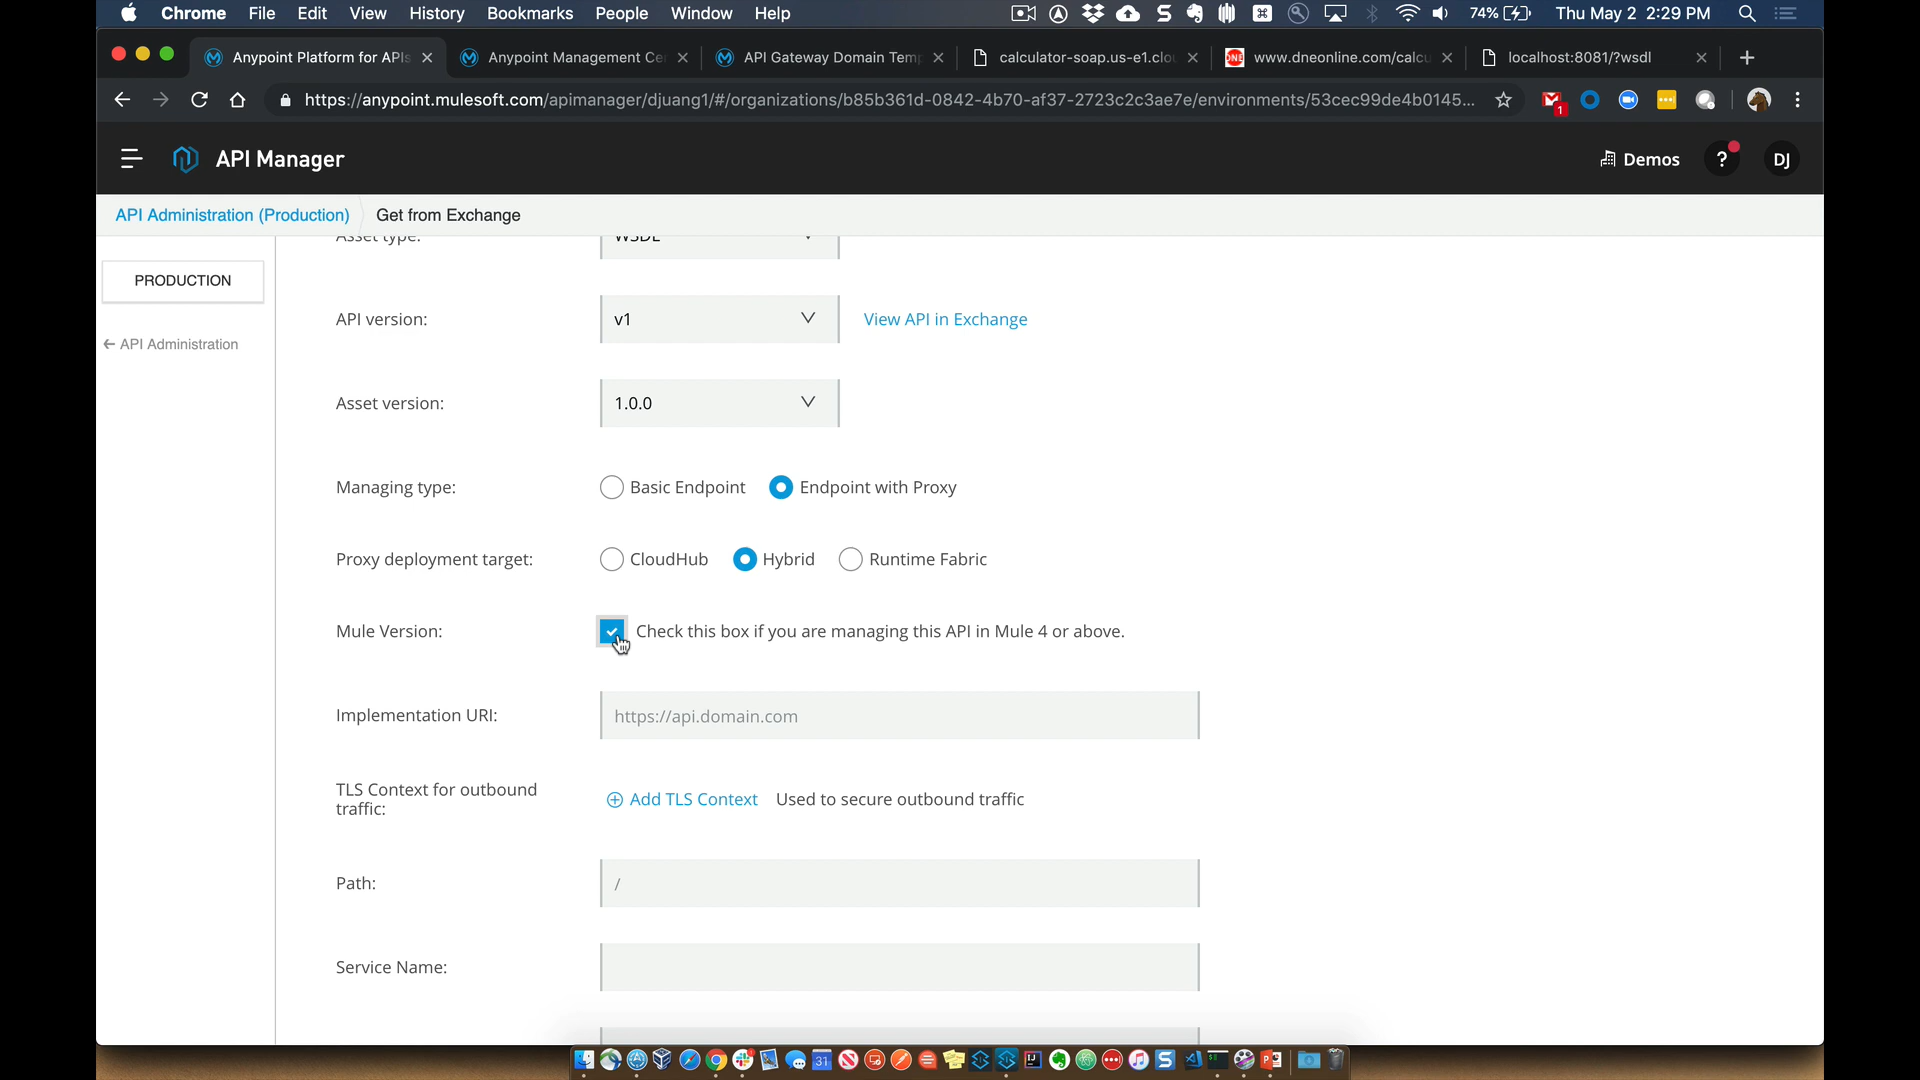 Chrome File Edit View History Bookmarks People Window Help 74% Thu May 2 2:29 PM
Anypoint Platform for APIs Anypoint Management Ce API Gateway Domain Temp calculator-soap.us-e1.clo www.dneonline.com/calcu localhost:8081/?wsdl
https://anypoint.mulesoft.com/apimanager/djuang1/#/organizations/b85b361d-0842-4b70-af37-2723c2c3ae7e/environments/53cec99de4b0145...
API Manager Demos ? DJ
API Administration (Production) Get from Exchange
Asset type: WSDL
PRODUCTION
API version: v1 View API in Exchange
← API Administration
Asset version: 1.0.0
Managing type: Basic Endpoint Endpoint with Proxy
Proxy deployment target: CloudHub Hybrid Runtime Fabric
Mule Version: Check this box if you are managing this API in Mule 4 or above.
Implementation URI: https://api.domain.com
TLS Context for outbound
traffic:
Add TLS Context Used to secure outbound traffic
Path: /
Service Name: